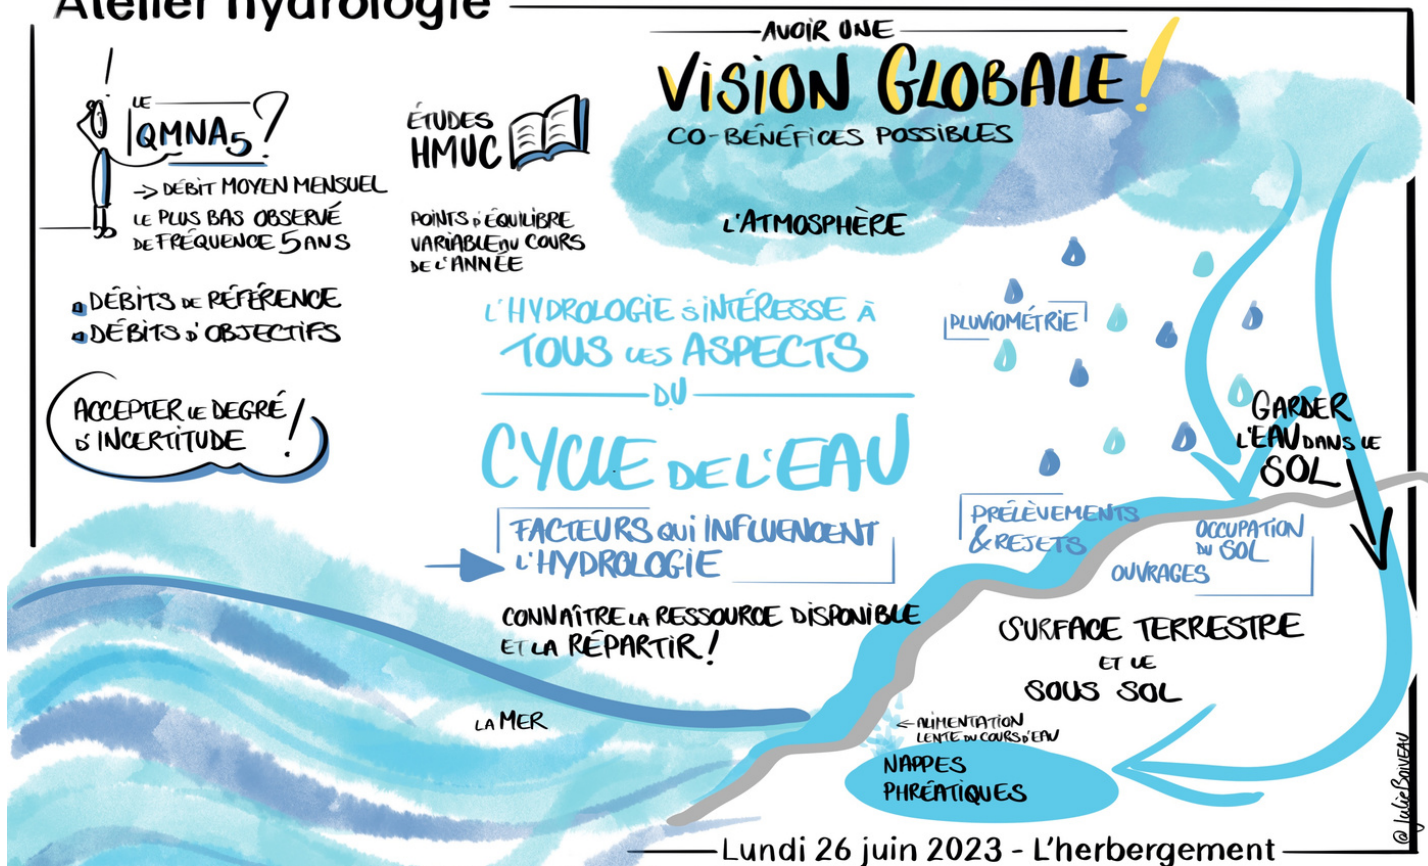 Atelier hydrologie
LE
QMNA5 ?
→ DÉBIT MOYEN MENSUEL
LE PLUS BAS OBSERVÉ
DE FRÉQUENCE 5 ANS
DÉBITS DE RÉFÉRENCE
DÉBITS D'OBJECTIFS
ACCEPTER LE DEGRÉ
D'INCERTITUDE !
ÉTUDES
HMUC
POINTS D'ÉQUILIBRE
VARIABLE DU COURS
DE L'ANNÉE
AVOIR UNE
VISION GLOBALE !
CO-BÉNÉFICES POSSIBLES
L'ATMOSPHÈRE
L'HYDROLOGIE S'INTÉRESSE À
TOUS LES ASPECTS
DU
CYCLE DE L'EAU
FACTEURS QUI INFLUENCENT
L'HYDROLOGIE
CONNAÎTRE LA RESSOURCE DISPONIBLE
ET LA RÉPARTIR !
LA MER
PLUVIOMÉTRIE
GARDER
L'EAU DANS LE
SOL
PRÉLÈVEMENTS
& REJETS
OCCUPATION
DU SOL
OUVRAGES
SURFACE TERRESTRE
ET LE
SOUS SOL
← ALIMENTATION
LENTE DU COURS D'EAU
NAPPES
PHRÉATIQUES
@JulieBoiveau
Lundi 26 juin 2023 - L'herbergement